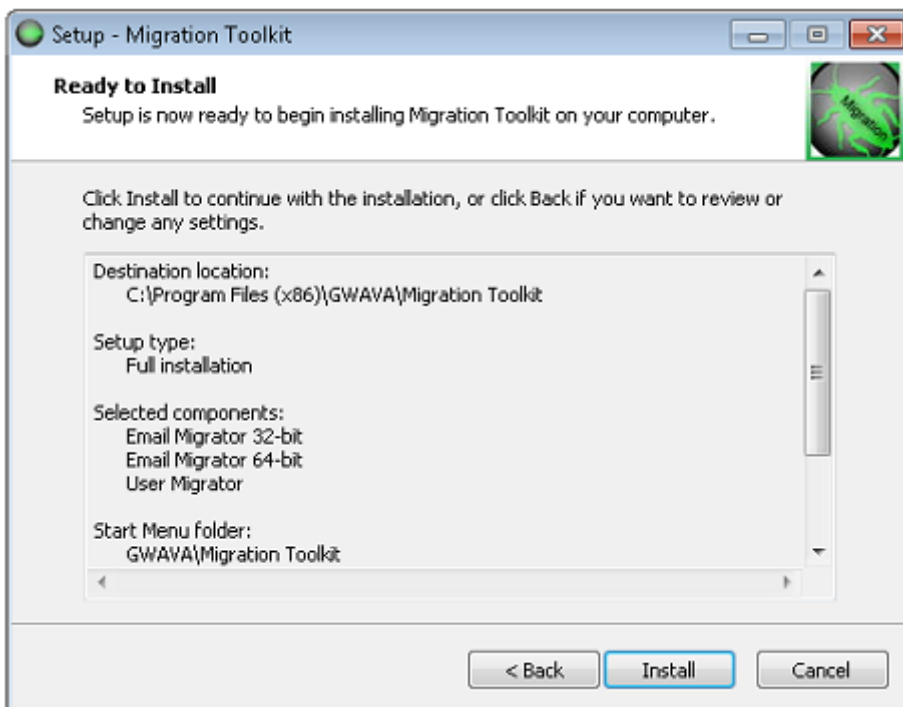 Setup - Migration Toolkit
Ready to Install
Setup is now ready to begin installing Migration Toolkit on your computer.
Migration
Click Install to continue with the installation, or click Back if you want to review or
change any settings.
Destination location:
C:\Program Files (x86)\GWAVA\Migration Toolkit
Setup type:
Full installation
Selected components:
Email Migrator 32-bit
Email Migrator 64-bit
User Migrator
Start Menu folder:
GWAVA\Migration Toolkit
< Back
Install
Cancel